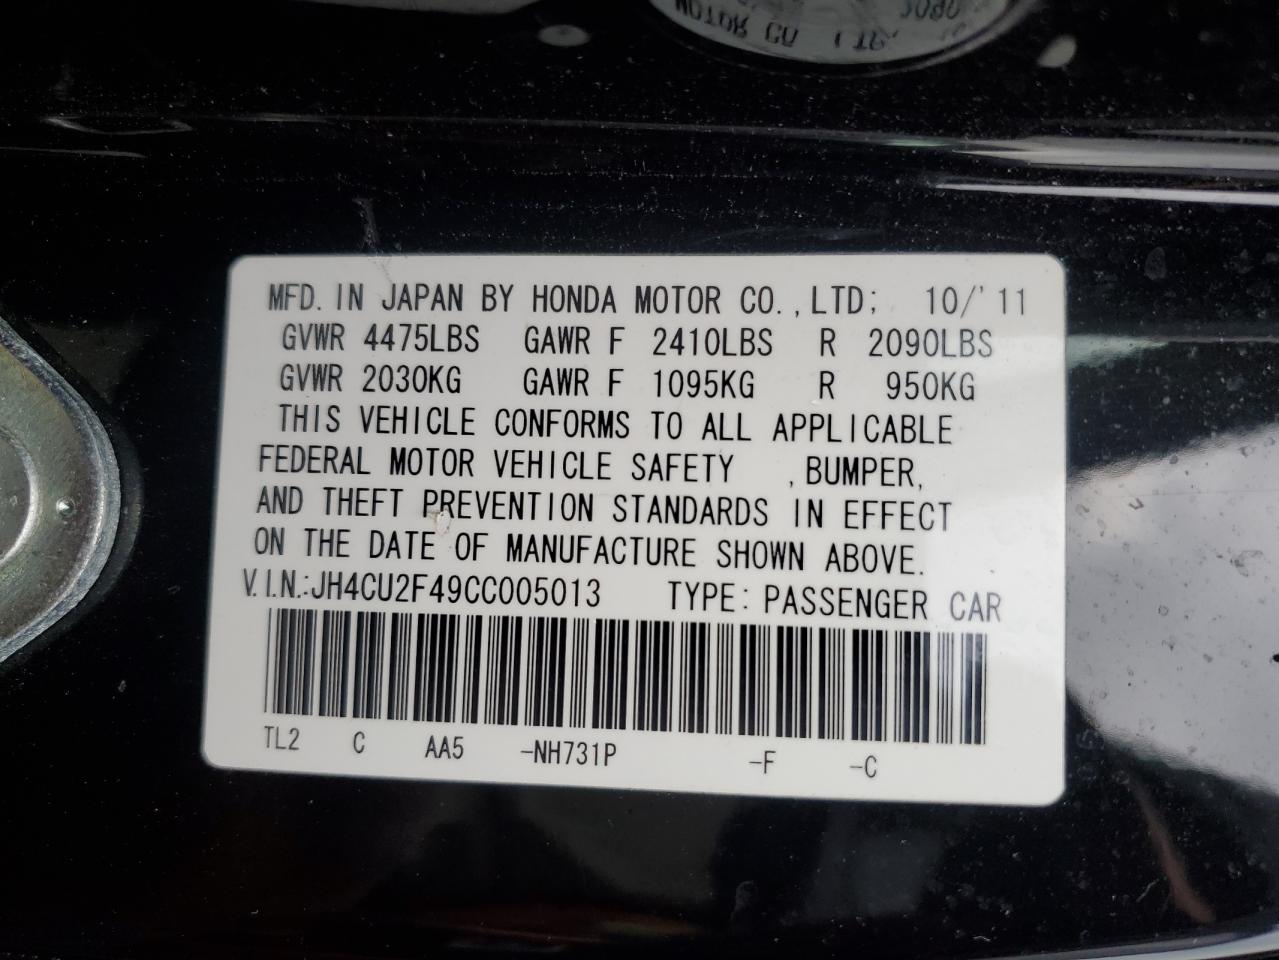 MFD. IN JAPAN BY HONDA MOTOR CO.,LTD; 10/'11
GVWR 4475LBS GAWR F 2410LBS R 2090LBS
GVWR 2030KG GAWR F 1095KG R 950KG
THIS VEHICLE CONFORMS TO ALL APPLICABLE
FEDERAL MOTOR VEHICLE SAFETY , BUMPER,
AND THEFT PREVENTION STANDARDS IN EFFECT
ON THE DATE OF MANUFACTURE SHOWN ABOVE.
V.I.N.:JH4CU2F49CC005013 TYPE: PASSENGER CAR
TL2 C AA5 -NH731P -F -C